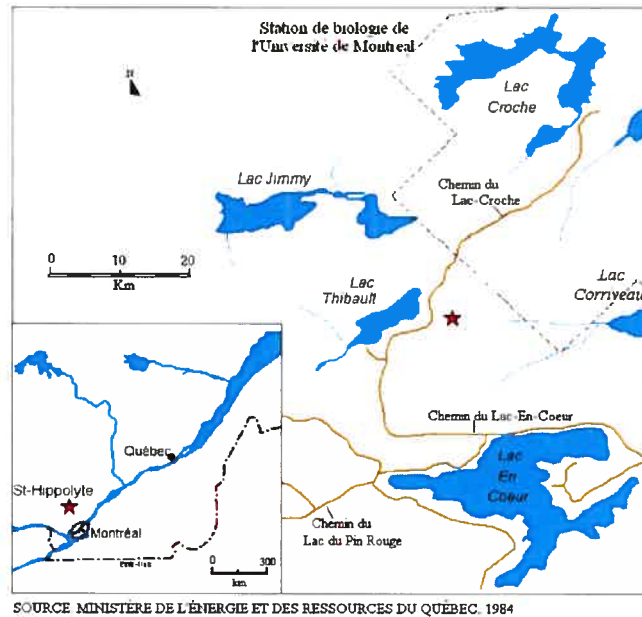 Station de biologie de
l'Université de Montréal
Lac
Croche
Lac Jimmy
Chemin du
Lac-Croche
0 10 20
Km
Lac
Thibault
Lac
Corriveau
Chemin du Lac-En-Coeur
Québec
Lac
En
Coeur
St-Hippolyte
Montréal
Chemin du
Lac du Pin Rouge
0 300
km
SOURCE MINISTÈRE DE L'ÉNERGIE ET DES RESSOURCES DU QUÉBEC, 1984